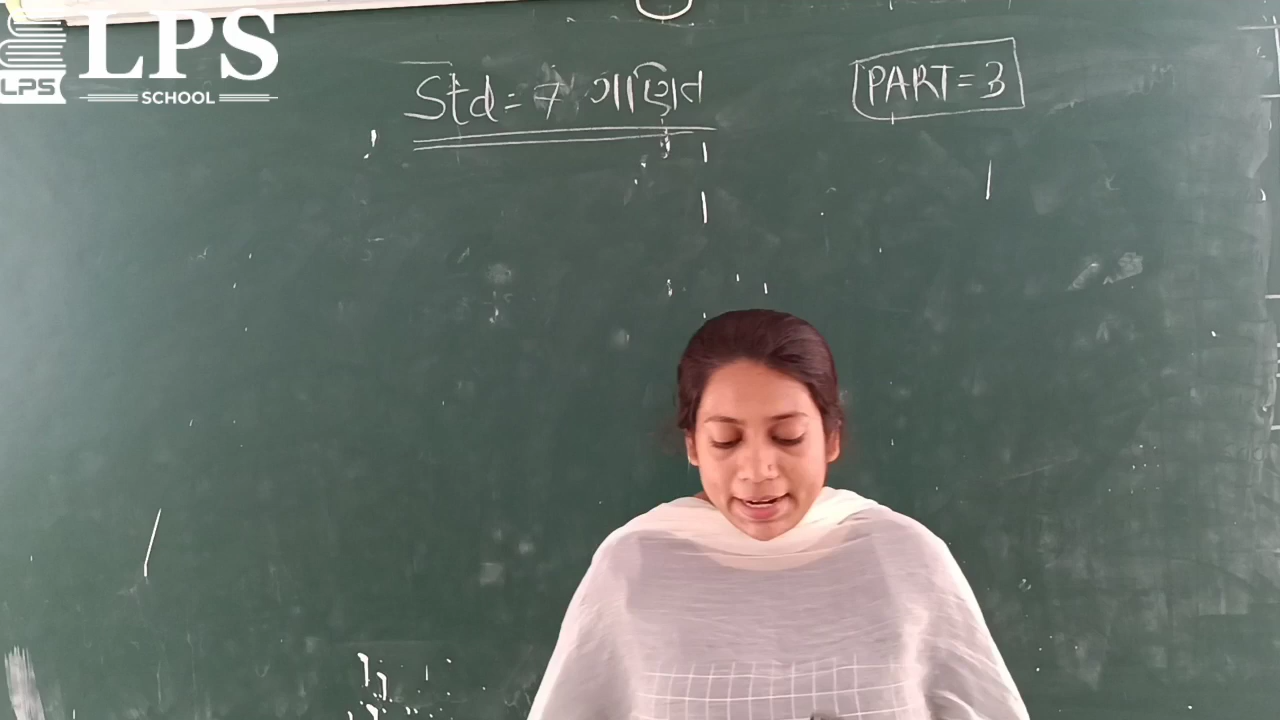 LPS
LPS
SCHOOL
Std = 7 ગણિત
PART = 3